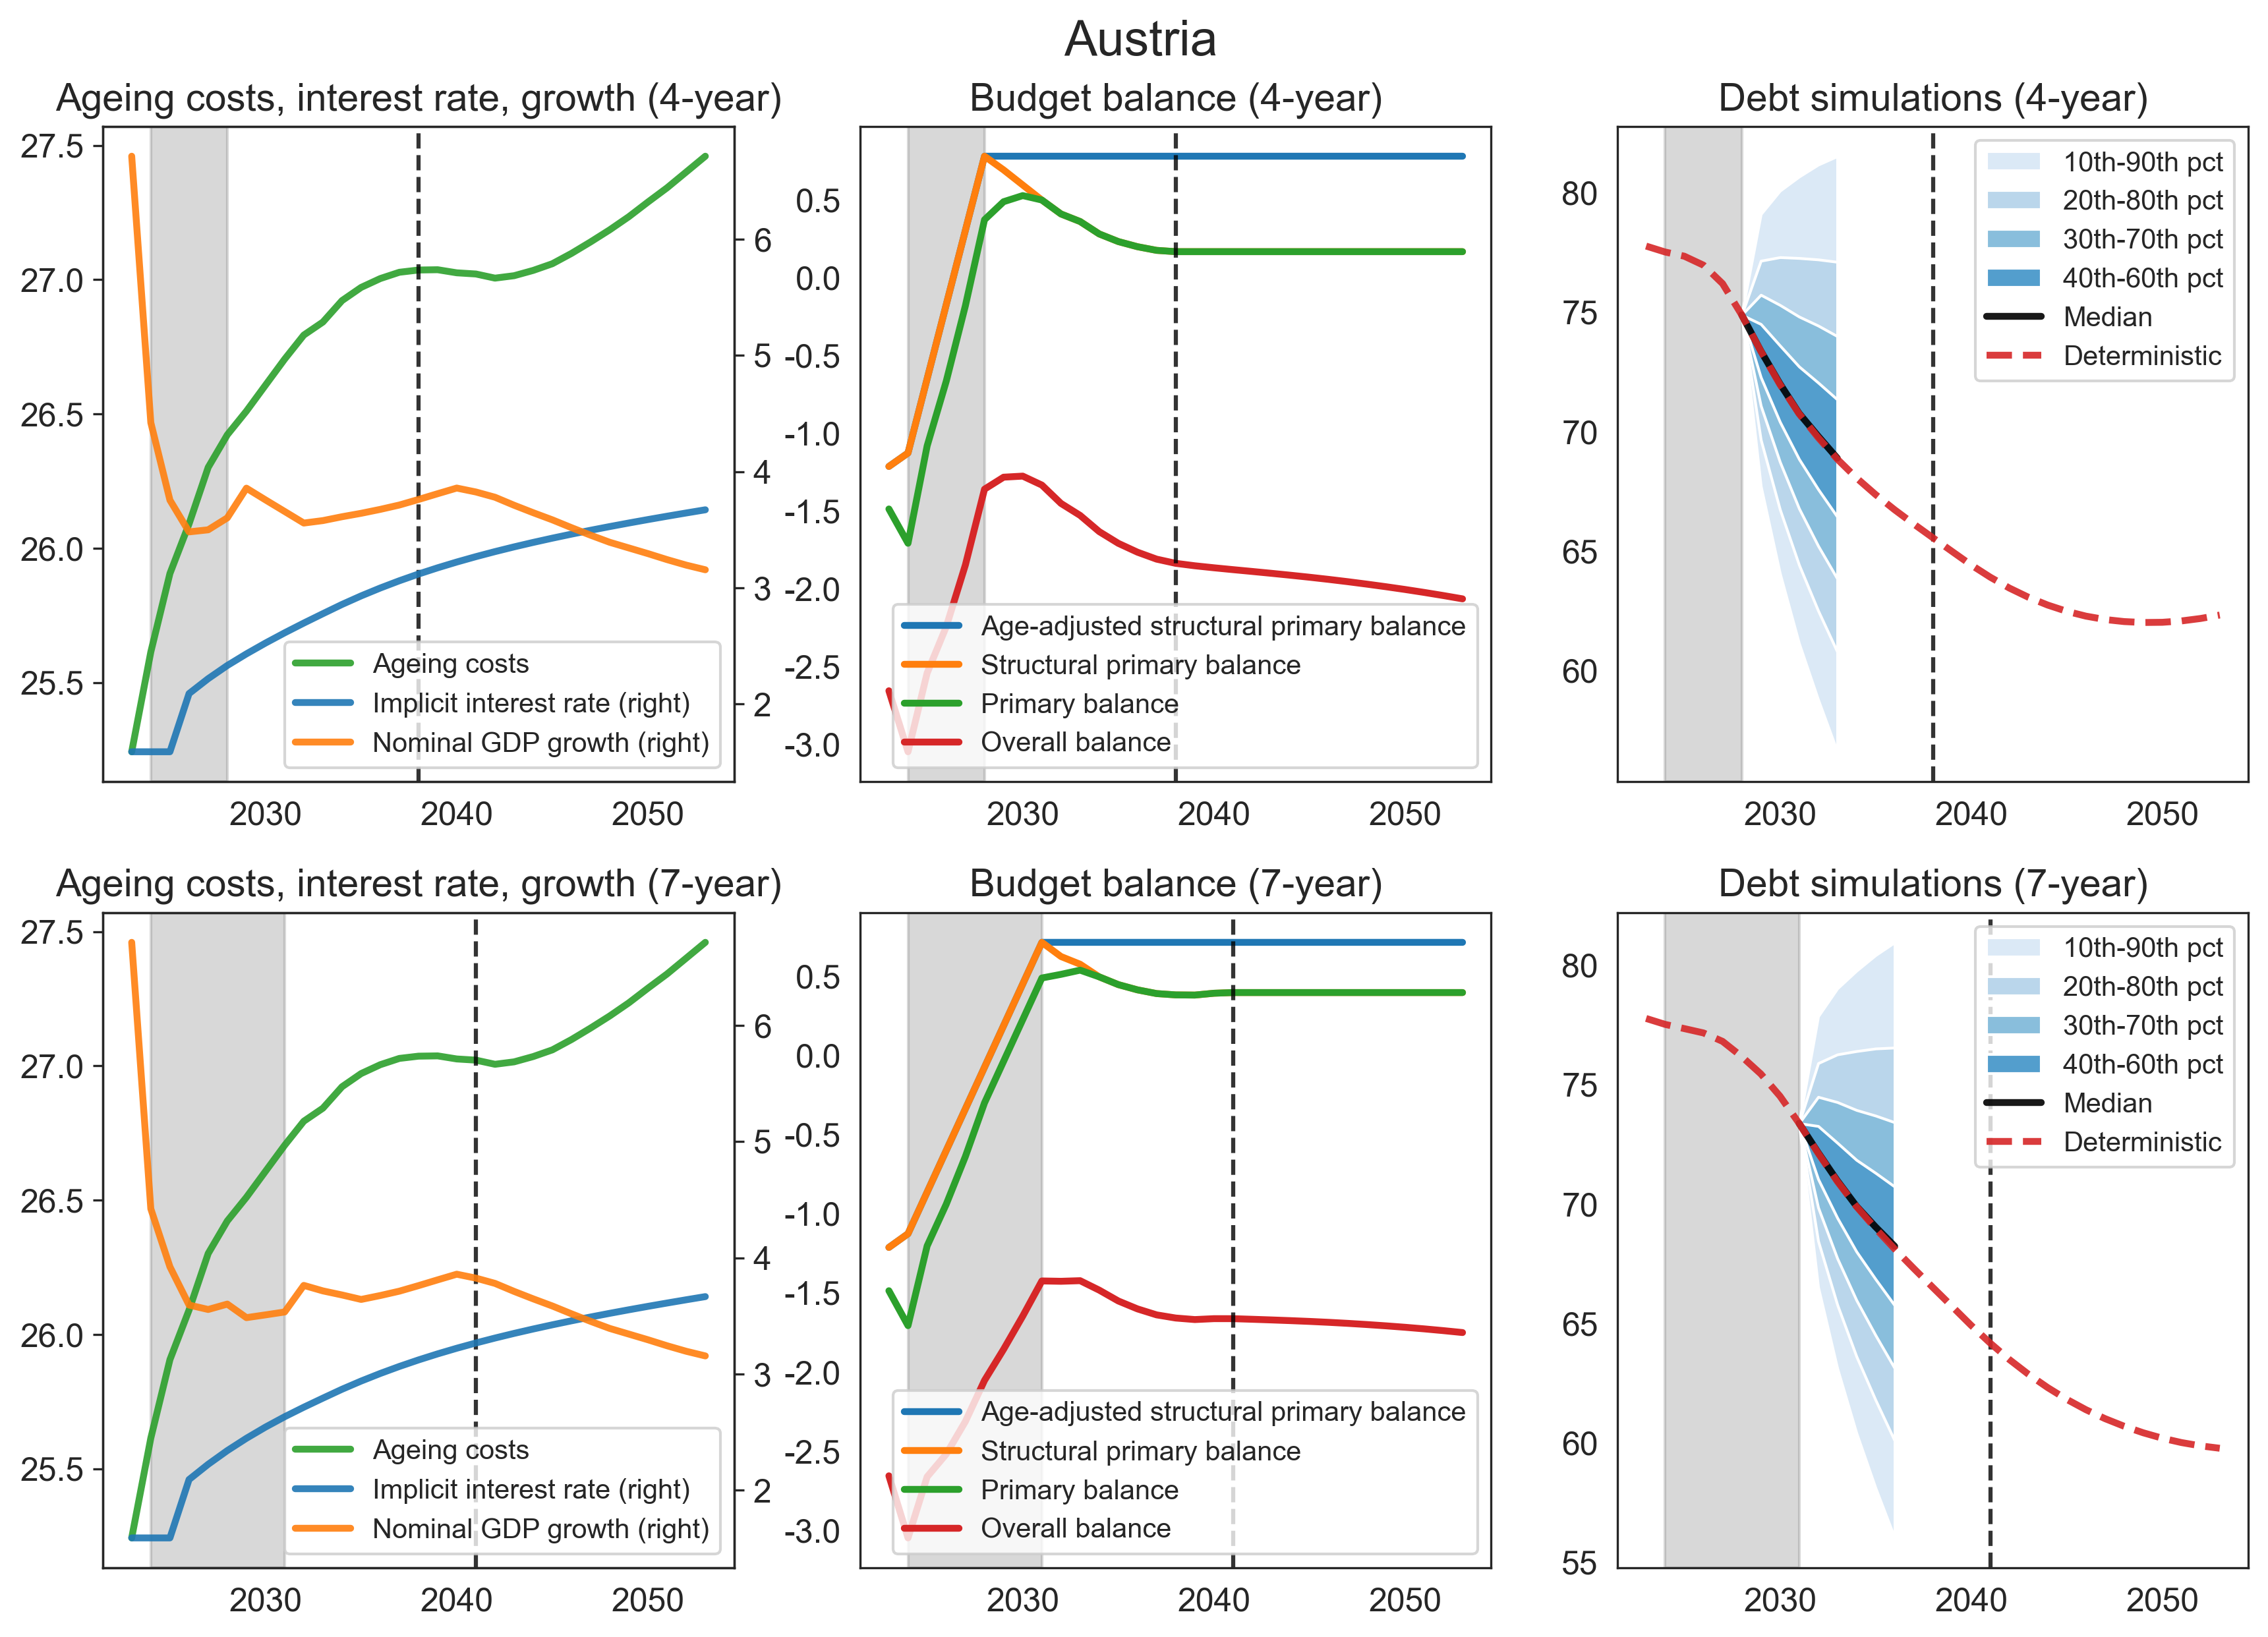 Austria
Ageing costs, interest rate, growth (4-year)
27.5
27.0
26.5
26.0
25.5
6
5
4
3
2
2030
2040
2050
Ageing costs
Implicit interest rate (right)
Nominal GDP growth (right)
Budget balance (4-year)
0.5
0.0
-0.5
-1.0
-1.5
-2.0
-2.5
-3.0
2030
2040
2050
Age-adjusted structural primary balance
Structural primary balance
Primary balance
Overall balance
Debt simulations (4-year)
80
75
70
65
60
2030
2040
2050
10th-90th pct
20th-80th pct
30th-70th pct
40th-60th pct
Median
Deterministic
Ageing costs, interest rate, growth (7-year)
27.5
27.0
26.5
26.0
25.5
6
5
4
3
2
2030
2040
2050
Ageing costs
Implicit interest rate (right)
Nominal GDP growth (right)
Budget balance (7-year)
0.5
0.0
-0.5
-1.0
-1.5
-2.0
-2.5
-3.0
2030
2040
2050
Age-adjusted structural primary balance
Structural primary balance
Primary balance
Overall balance
Debt simulations (7-year)
80
75
70
65
60
55
2030
2040
2050
10th-90th pct
20th-80th pct
30th-70th pct
40th-60th pct
Median
Deterministic